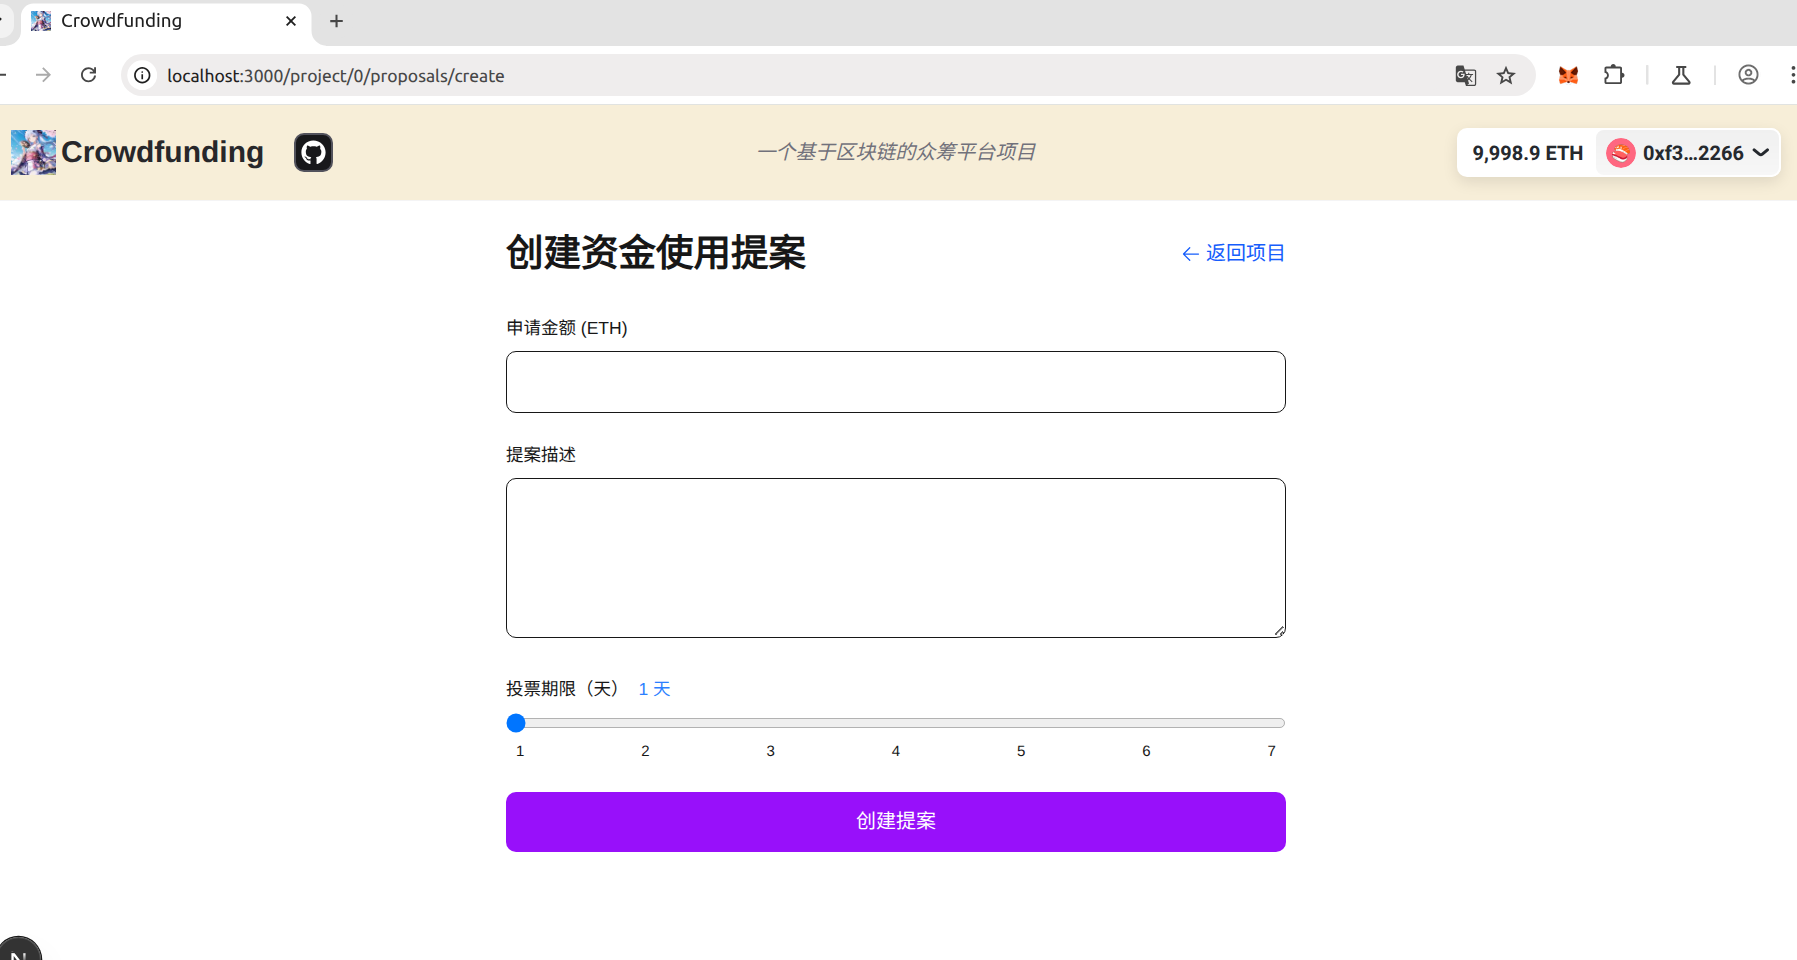 Crowdfunding
localhost:3000/project/0/proposals/create
Crowdfunding
一个基于区块链的众筹平台项目
9,998.9 ETH
0xf3...2266
创建资金使用提案
← 返回项目
申请金额 (ETH)
提案描述
投票期限（天） 1 天
1 2 3 4 5 6 7
创建提案
N